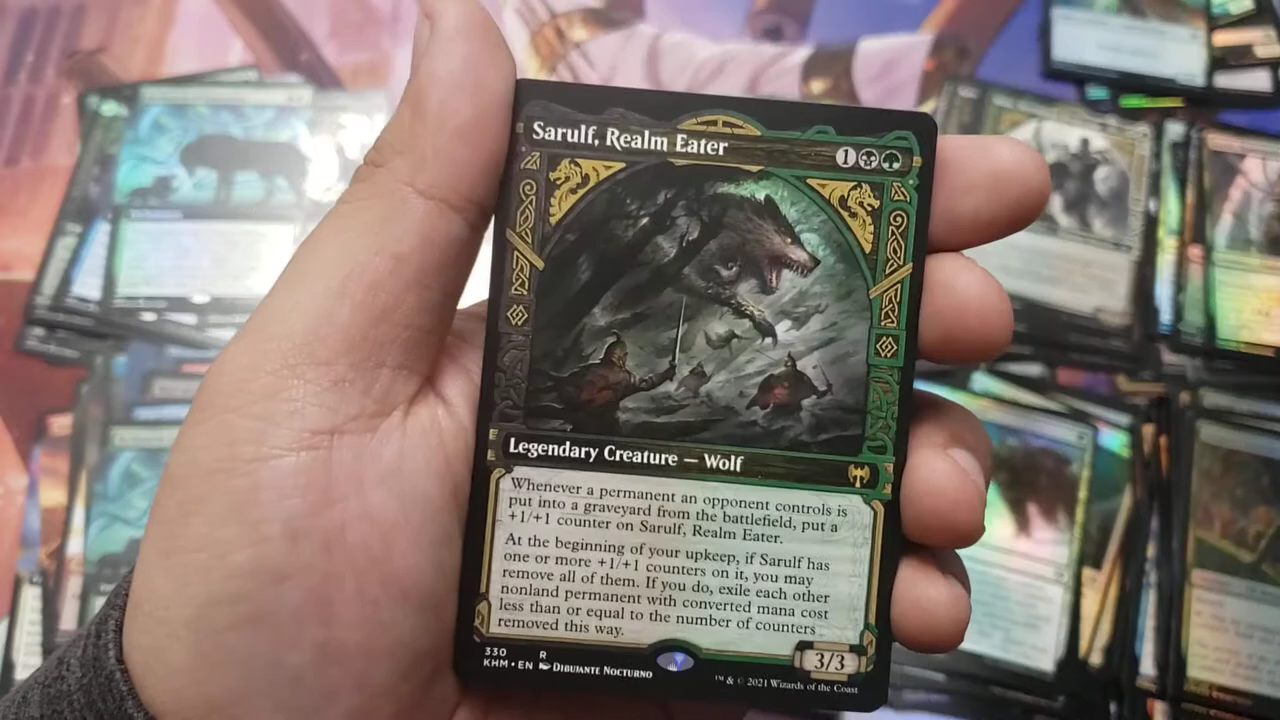 Sarulf, Realm Eater 1
Legendary Creature — Wolf
Whenever a permanent an opponent controls is
put into a graveyard from the battlefield, put a
+1/+1 counter on Sarulf, Realm Eater.
At the beginning of your upkeep, if Sarulf has
one or more +1/+1 counters on it, you may
remove all of them. If you do, exile each other
nonland permanent with converted mana cost
less than or equal to the number of counters
removed this way.
3/3
330 R
KHM • EN DIBUJANTE NOCTURNO
™ & © 2021 Wizards of the Coast